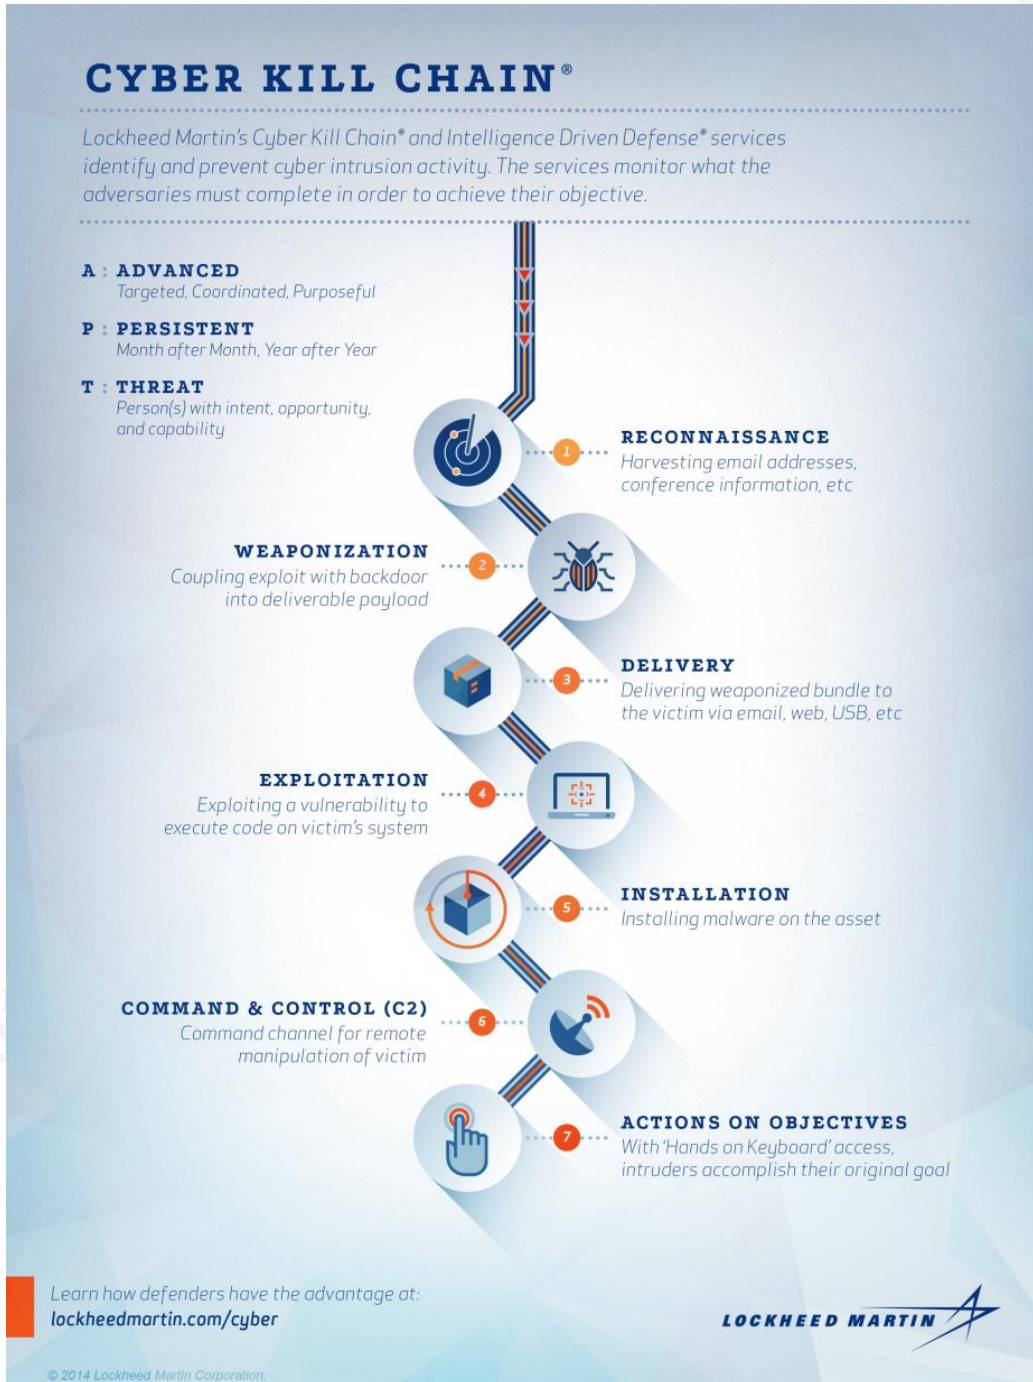 CYBER KILL CHAIN®
Lockheed Martin's Cyber Kill Chain® and Intelligence Driven Defense® services
identify and prevent cyber intrusion activity. The services monitor what the
adversaries must complete in order to achieve their objective.
A : ADVANCED
Targeted, Coordinated, Purposeful
P : PERSISTENT
Month after Month, Year after Year
T : THREAT
Person(s) with intent, opportunity,
and capability
1
RECONNAISSANCE
Harvesting email addresses,
conference information, etc
WEAPONIZATION
Coupling exploit with backdoor
into deliverable payload
2
3
DELIVERY
Delivering weaponized bundle to
the victim via email, web, USB, etc
EXPLOITATION
Exploiting a vulnerability to
execute code on victim's system
4
5
INSTALLATION
Installing malware on the asset
COMMAND & CONTROL (C2)
Command channel for remote
manipulation of victim
6
7
ACTIONS ON OBJECTIVES
With 'Hands on Keyboard' access,
intruders accomplish their original goal
Learn how defenders have the advantage at:
lockheedmartin.com/cyber
LOCKHEED MARTIN
© 2014 Lockheed Martin Corporation.